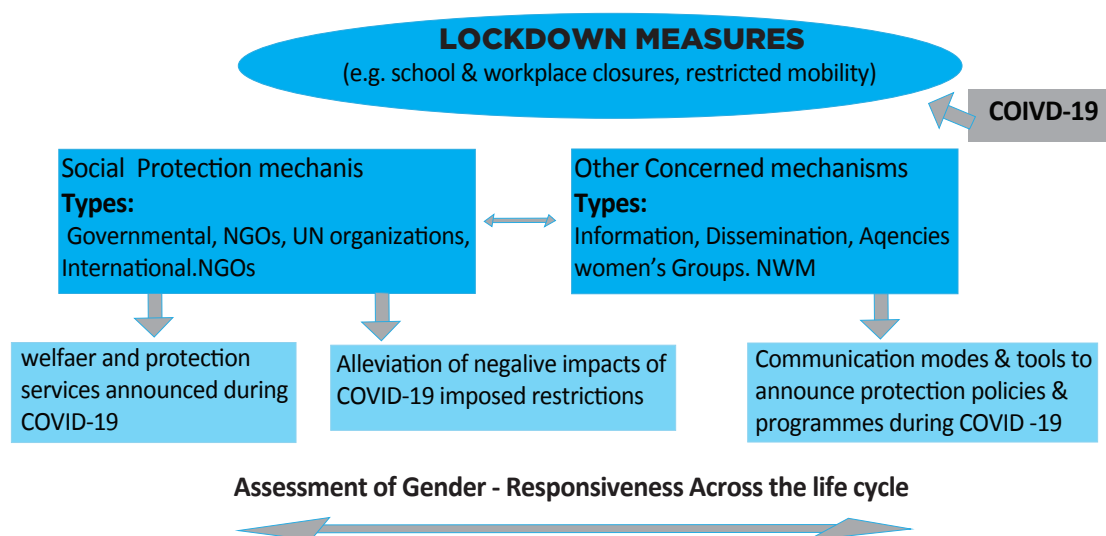 LOCKDOWN MEASURES
(e.g. school & workplace closures, restricted mobility)
COIVD-19
Social Protection mechanis
Types:
Governmental, NGOs, UN organizations,
International.NGOs
Other Concerned mechanisms
Types:
Information, Dissemination, Aqencies
women's Groups. NWM
welfaer and protection
services announced during
COVID-19
Alleviation of negalive impacts of
COVID-19 imposed restrictions
Communication modes & tools to
announce protection policies &
programmes during COVID -19
Assessment of Gender - Responsiveness Across the life cycle